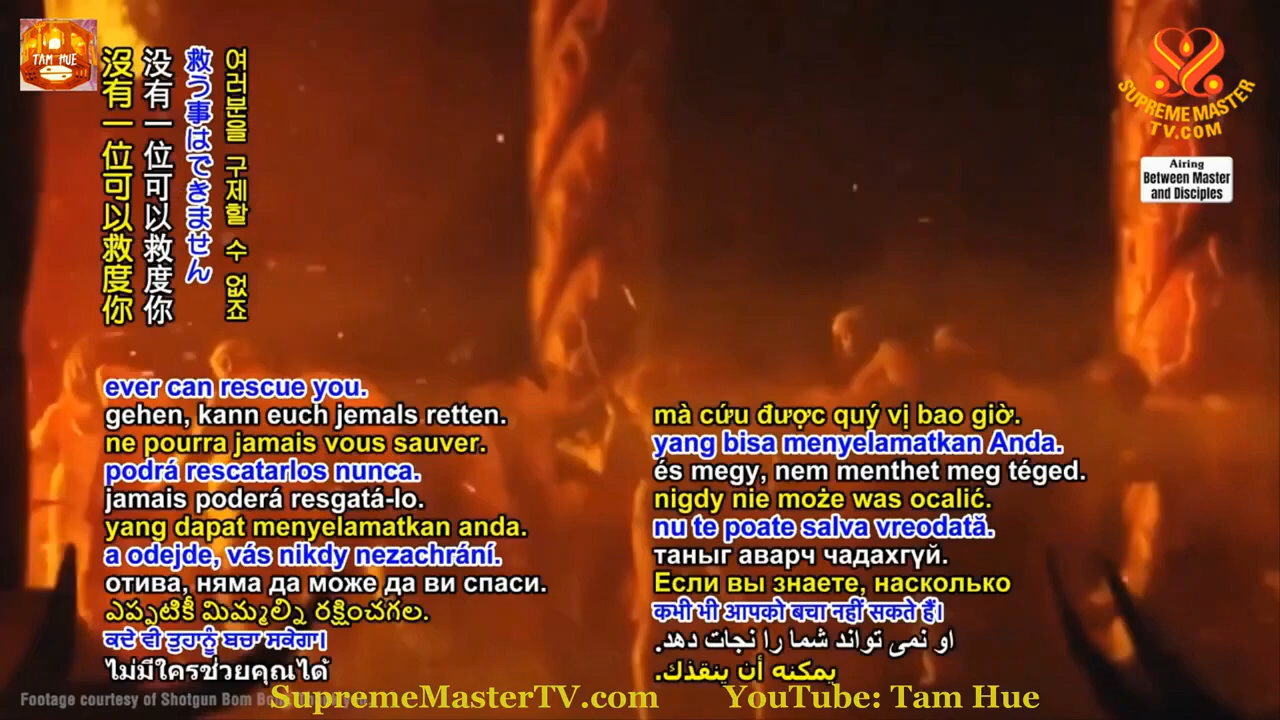 TAM HUE
SUPREME MASTER
TV.COM
Airing
Between Master
and Disciples
여러분을 구제할 수 없죠
救う事はできません
没有一位可以救度你
沒有一位可以救度你
ever can rescue you.
gehen, kann euch jemals retten.
ne pourra jamais vous sauver.
podrá rescatarlos nunca.
jamais poderá resgatá-lo.
yang dapat menyelamatkan anda.
a odejde, vás nikdy nezachrání.
отива, няма да може да ви спаси.
ఎప్పటికీ మిమ్మల్ని రక్షించగల.
ਕਦੇ ਵੀ ਤੁਹਾਨੂੰ ਬਚਾ ਸਕੇਗਾ।
ไม่มีใครช่วยคุณได้
mà cứu được quý vị bao giờ.
yang bisa menyelamatkan Anda.
és megy, nem menthet meg téged.
nigdy nie może was ocalić.
nu te poate salva vreodată.
таныг аварч чадахгүй.
Если вы знаете, насколько
कभी भी आपको बचा नहीं सकते हैं।
او نمی تواند شما را نجات دهد.
يمكنه أن ينقذك.
Footage courtesy of Shotgun Bom
SupremeMasterTV.com YouTube: Tam Hue